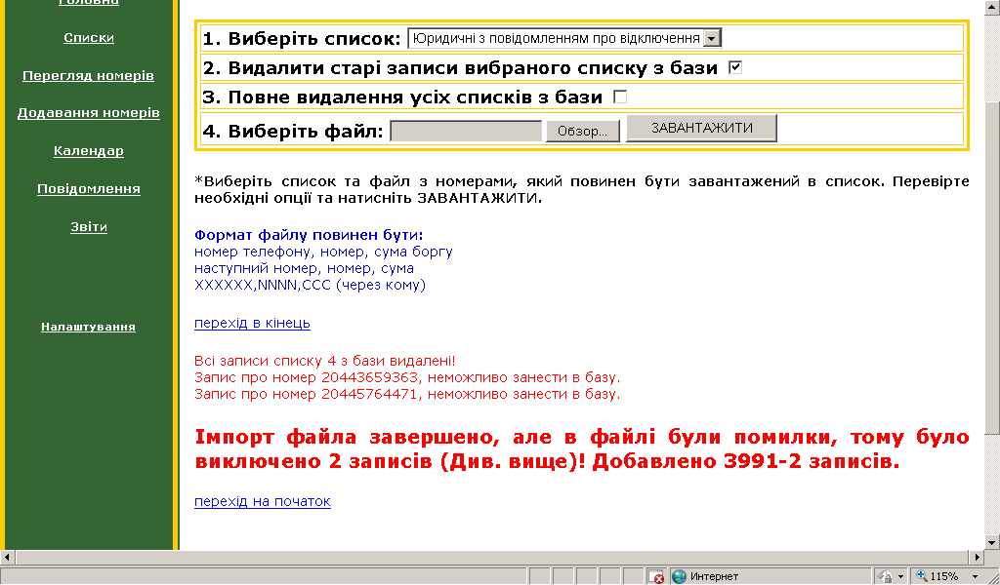 Головна
Списки
Перегляд номерів
Додавання номерів
Календар
Повідомлення
Звіти
Налаштування
1. Виберіть список: Юридичні з повідомленням про відключення
2. Видалити старі записи вибраного списку з бази
3. Повне видалення усіх списків з бази
4. Виберіть файл: Обзор... ЗАВАНТАЖИТИ
*Виберіть список та файл з номерами, який повинен бути завантажений в список. Перевірте
необхідні опції та натисніть ЗАВАНТАЖИТИ.
Формат файлу повинен бути:
номер телефону, номер, сума боргу
наступний номер, номер, сума
XXXXXX,NNNN,CCC (через кому)
перехід в кінець
Всі записи списку 4 з бази видалені!
Запис про номер 20443659363, неможливо занести в базу.
Запис про номер 20445764471, неможливо занести в базу.
Імпорт файла завершено, але в файлі були помилки, тому було
виключено 2 записів (Див. вище)! Добавлено 3991-2 записів.
перехід на початок
Интернет
115%